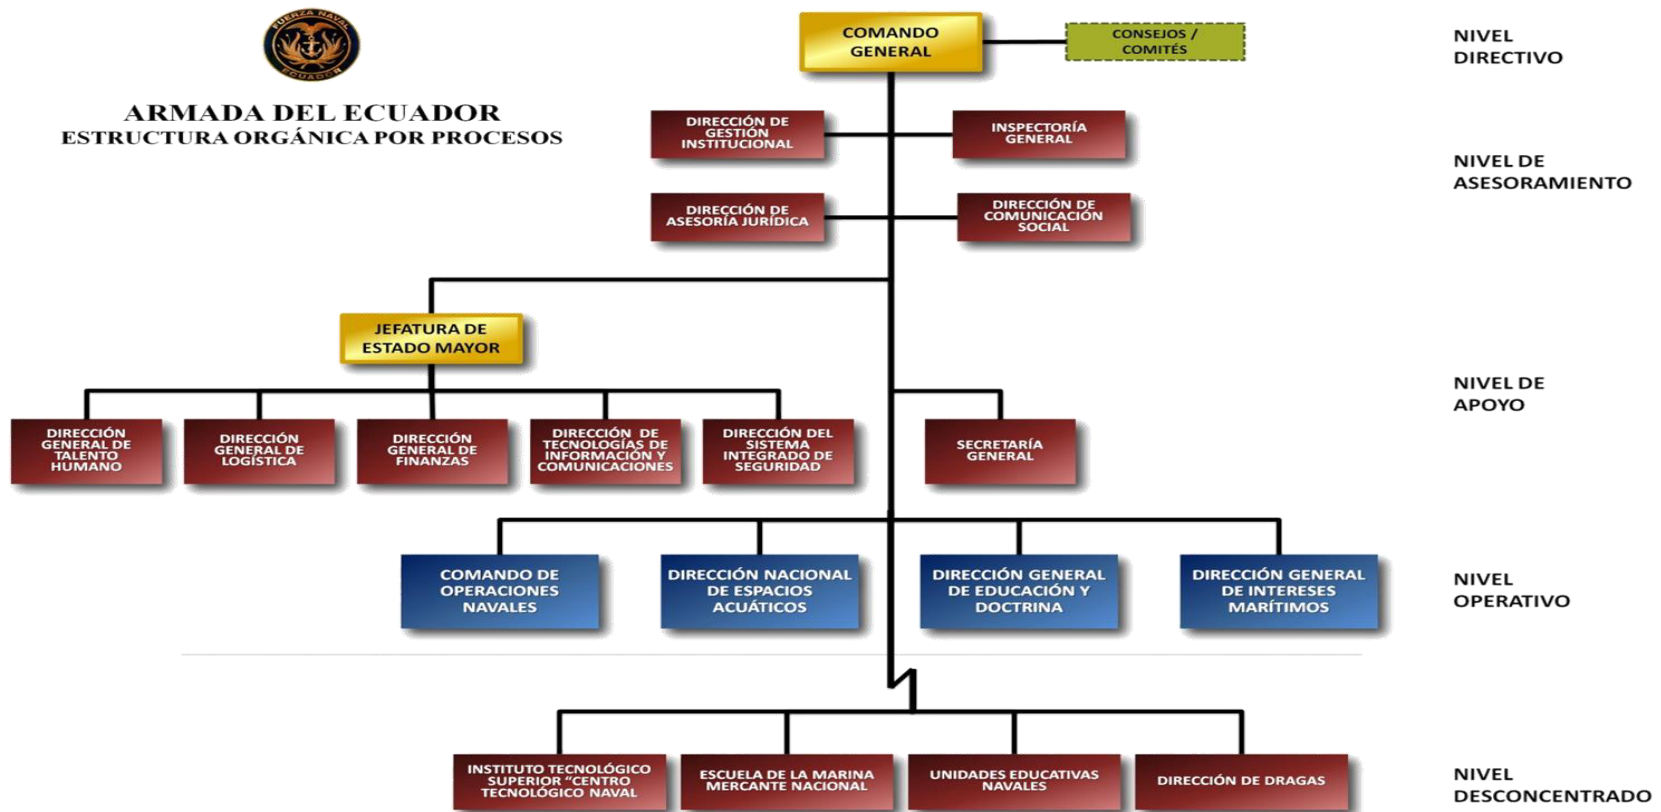 FUERZA NAVAL
ECUADOR
ARMADA DEL ECUADOR
ESTRUCTURA ORGÁNICA POR PROCESOS
COMANDO
GENERAL
CONSEJOS /
COMITÉS
NIVEL
DIRECTIVO
DIRECCIÓN DE
GESTIÓN
INSTITUCIONAL
INSPECTORÍA
GENERAL
NIVEL DE
ASESORAMIENTO
DIRECCIÓN DE
ASESORÍA JURÍDICA
DIRECCIÓN DE
COMUNICACIÓN
SOCIAL
JEFATURA DE
ESTADO MAYOR
NIVEL DE
APOYO
DIRECCIÓN
GENERAL DE
TALENTO
HUMANO
DIRECCIÓN
GENERAL DE
LOGÍSTICA
DIRECCIÓN
GENERAL DE
FINANZAS
DIRECCIÓN DE
TECNOLOGÍAS DE
INFORMACIÓN Y
COMUNICACIONES
DIRECCIÓN DEL
SISTEMA
INTEGRADO DE
SEGURIDAD
SECRETARÍA
GENERAL
COMANDO DE
OPERACIONES
NAVALES
DIRECCIÓN NACIONAL
DE ESPACIOS
ACUÁTICOS
DIRECCIÓN GENERAL
DE EDUCACIÓN Y
DOCTRINA
DIRECCIÓN GENERAL
DE INTERESES
MARÍTIMOS
NIVEL
OPERATIVO
INSTITUTO TECNOLÓGICO
SUPERIOR “CENTRO
TECNOLÓGICO NAVAL
ESCUELA DE LA MARINA
MERCANTE NACIONAL
UNIDADES EDUCATIVAS
NAVALES
DIRECCIÓN DE DRAGAS
NIVEL
DESCONCENTRADO